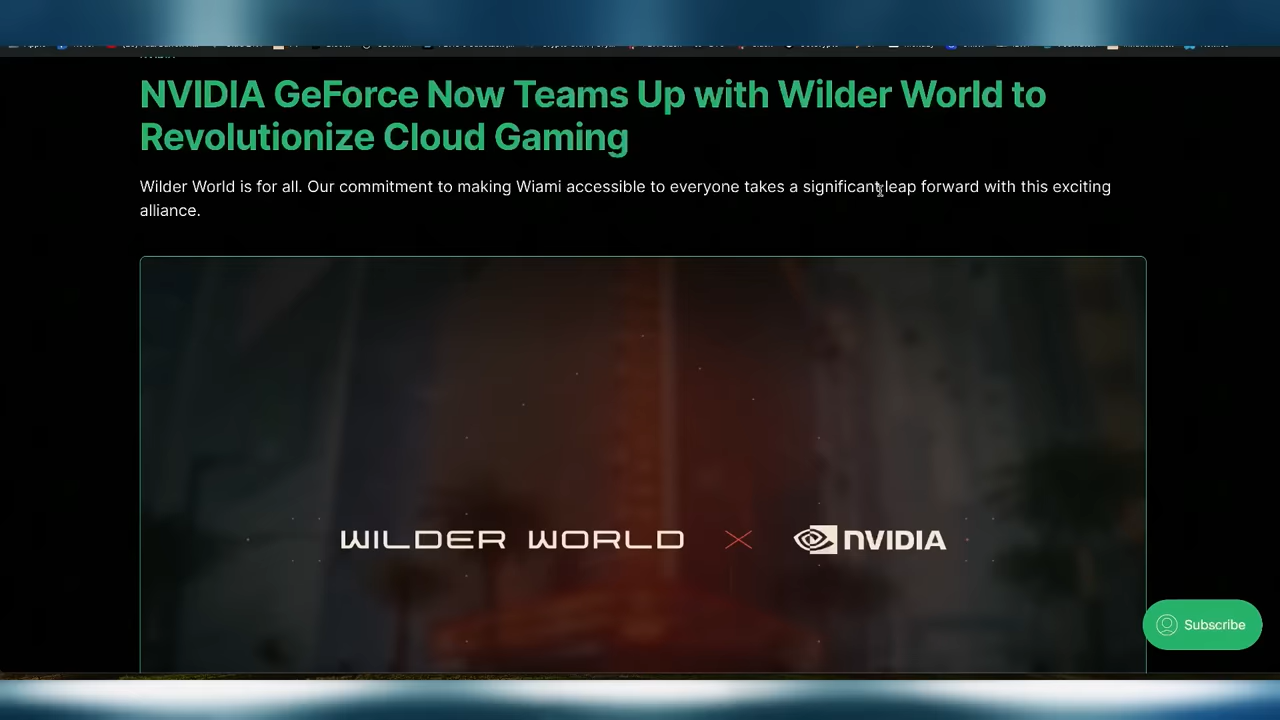 NVIDIA GeForce Now Teams Up with Wilder World to
Revolutionize Cloud Gaming
Wilder World is for all. Our commitment to making Wiami accessible to everyone takes a significant leap forward with this exciting
alliance.
WILDER WORLD X NVIDIA
Subscribe